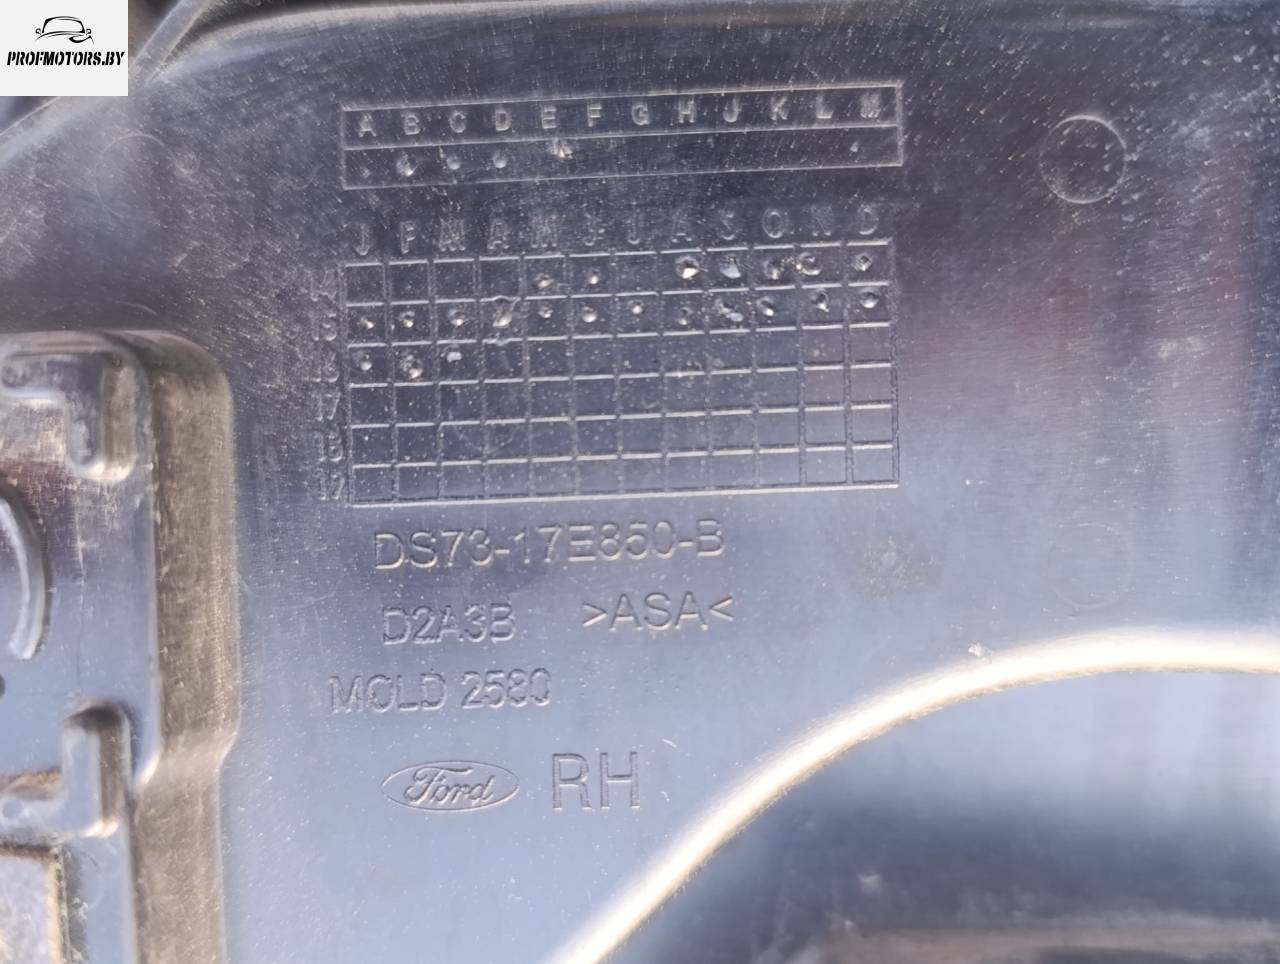 PROFMOTORS.BY
A B C D E F G H J K L M
J F M A M J J A S O N D
14
15
16
17
18
19
DS73-17E850-B
D2A3B >ASA<
MOLD 2580
Ford RH